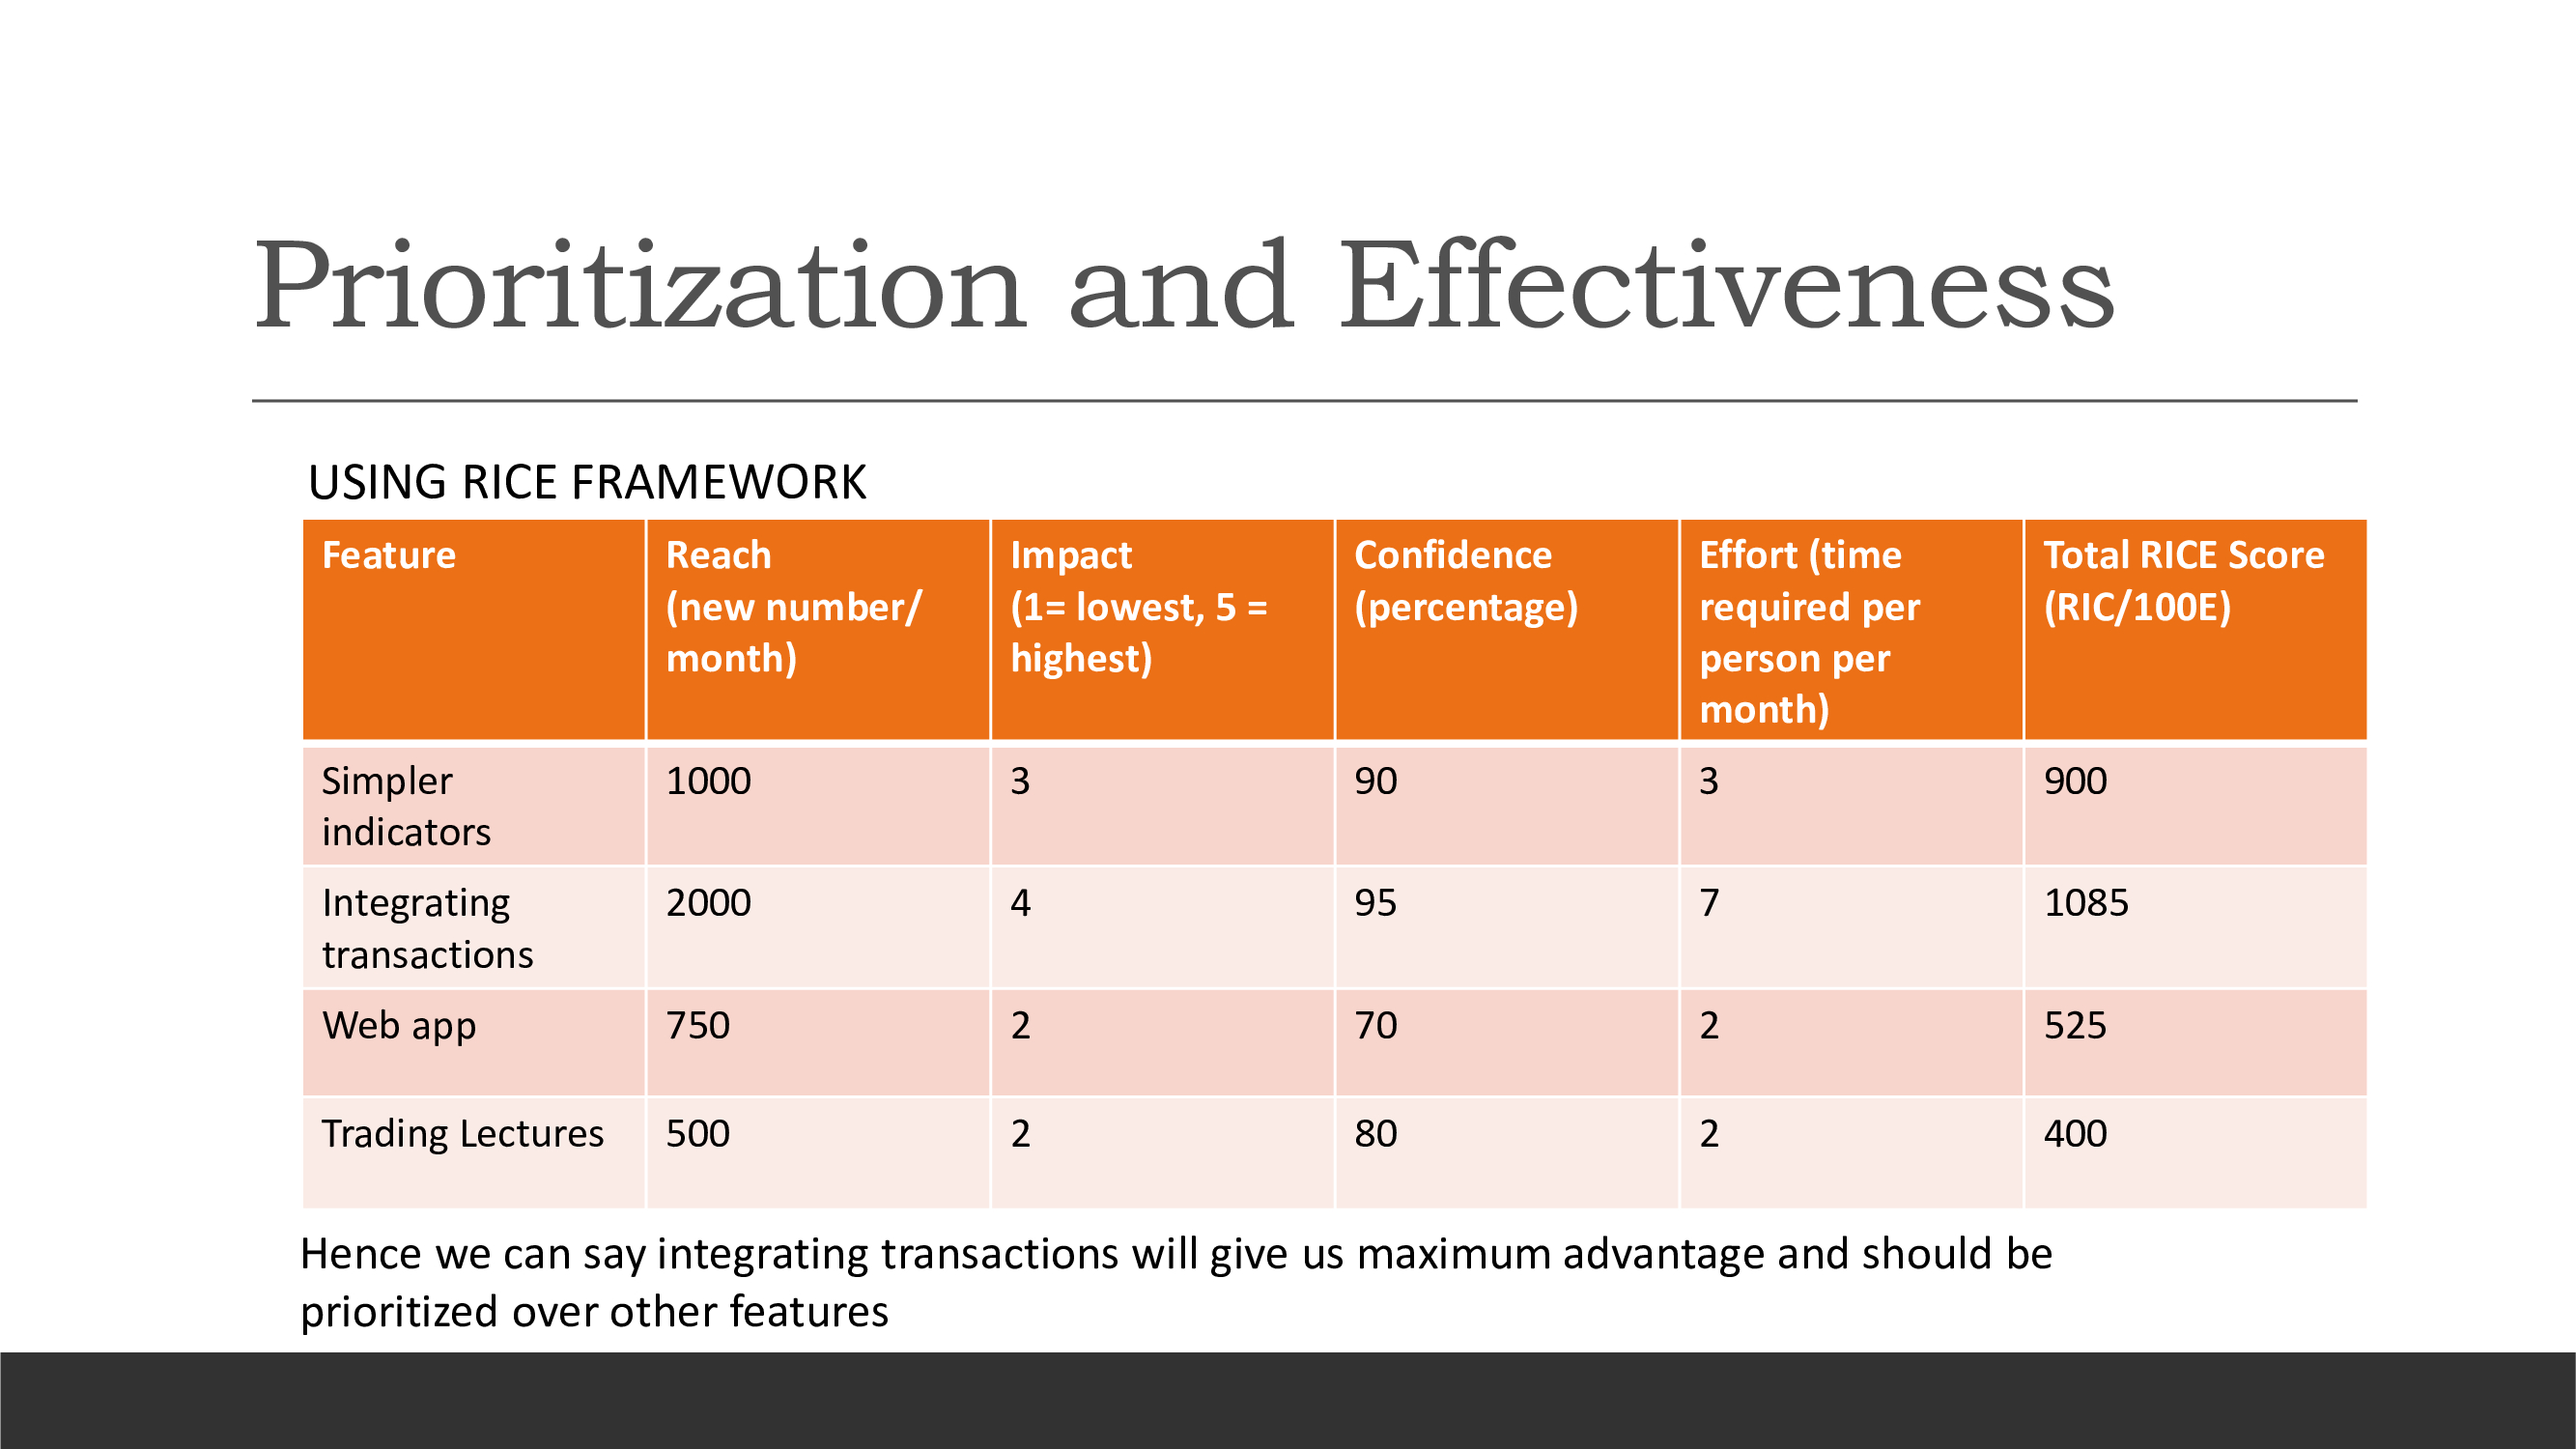 Prioritization and Effectiveness
USING RICE FRAMEWORK
Feature
Reach
(new number/
month)
Impact
(1= lowest, 5 =
highest)
Confidence
(percentage)
Effort (time
required per
person per
month)
Total RICE Score
(RIC/100E)
Simpler
indicators
1000
3
90
3
900
Integrating
transactions
2000
4
95
7
1085
Web app
750
2
70
2
525
Trading Lectures
500
2
80
2
400
Hence we can say integrating transactions will give us maximum advantage and should be
prioritized over other features